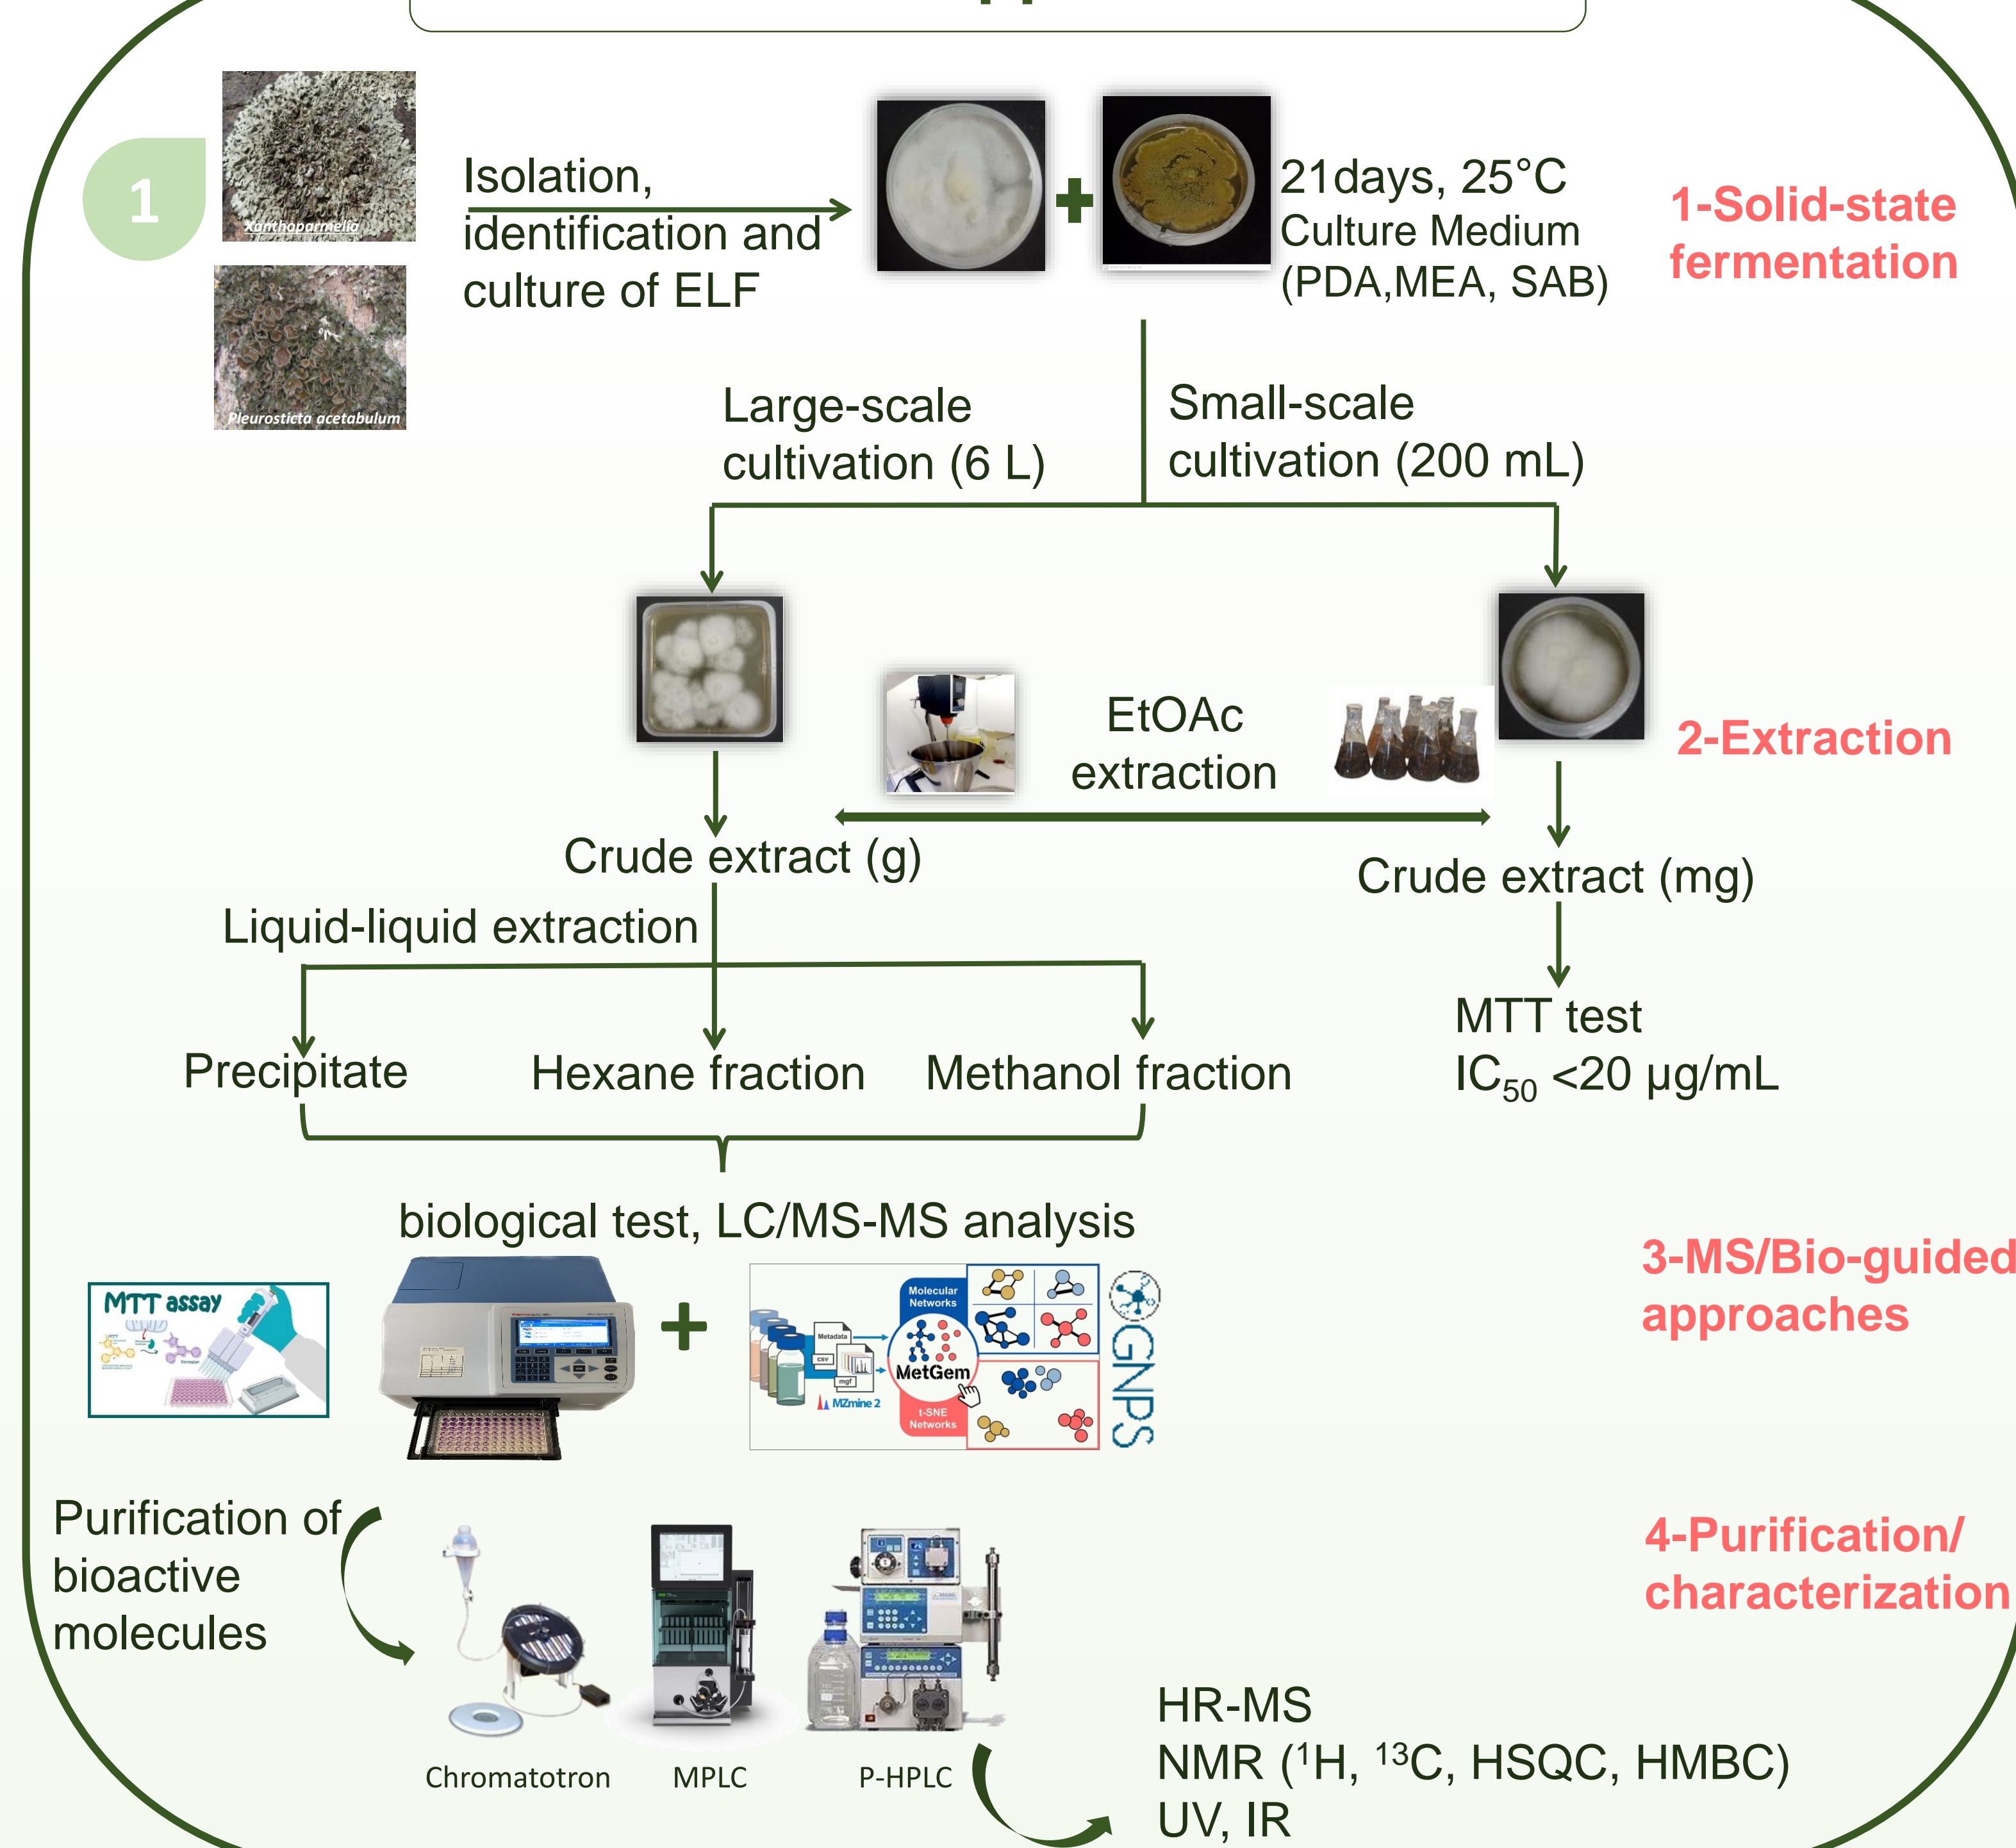 1
Xanthoparmelia
Pleurosticta acetabulum
Isolation,
identification and
culture of ELF
21days, 25°C
Culture Medium
(PDA,MEA, SAB)
1-Solid-state
fermentation
Large-scale
cultivation (6 L)
Small-scale
cultivation (200 mL)
EtOAc
extraction
2-Extraction
Crude extract (g)
Crude extract (mg)
Liquid-liquid extraction
Precipitate
Hexane fraction
Methanol fraction
MTT test
IC50 <20 µg/mL
biological test, LC/MS-MS analysis
3-MS/Bio-guided
approaches
MTT assay
MTT
Metadata
csv
mgf
MZmine 2
Molecular
Networks
MetGem
t-SNE
Networks
GNPS
Purification of
bioactive
molecules
4-Purification/
characterization
Chromatotron
MPLC
P-HPLC
HR-MS
NMR (¹H, ¹³C, HSQC, HMBC)
UV, IR